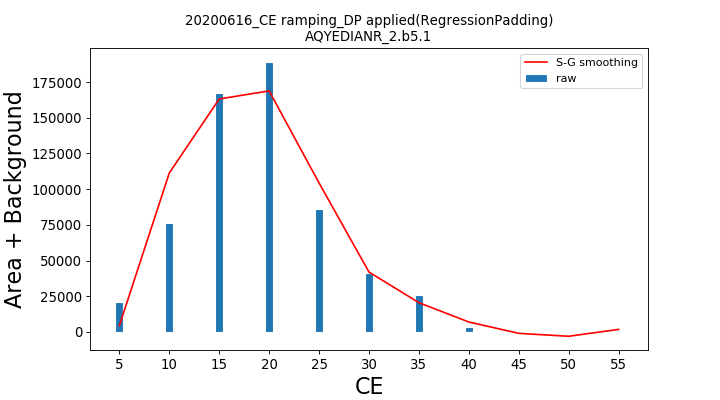 20200616_CE ramping_DP applied(RegressionPadding)
AQYEDIANR_2.b5.1
S-G smoothing
raw
Area + Background
175000
150000
125000
100000
75000
50000
25000
0
5 10 15 20 25 30 35 40 45 50 55
CE